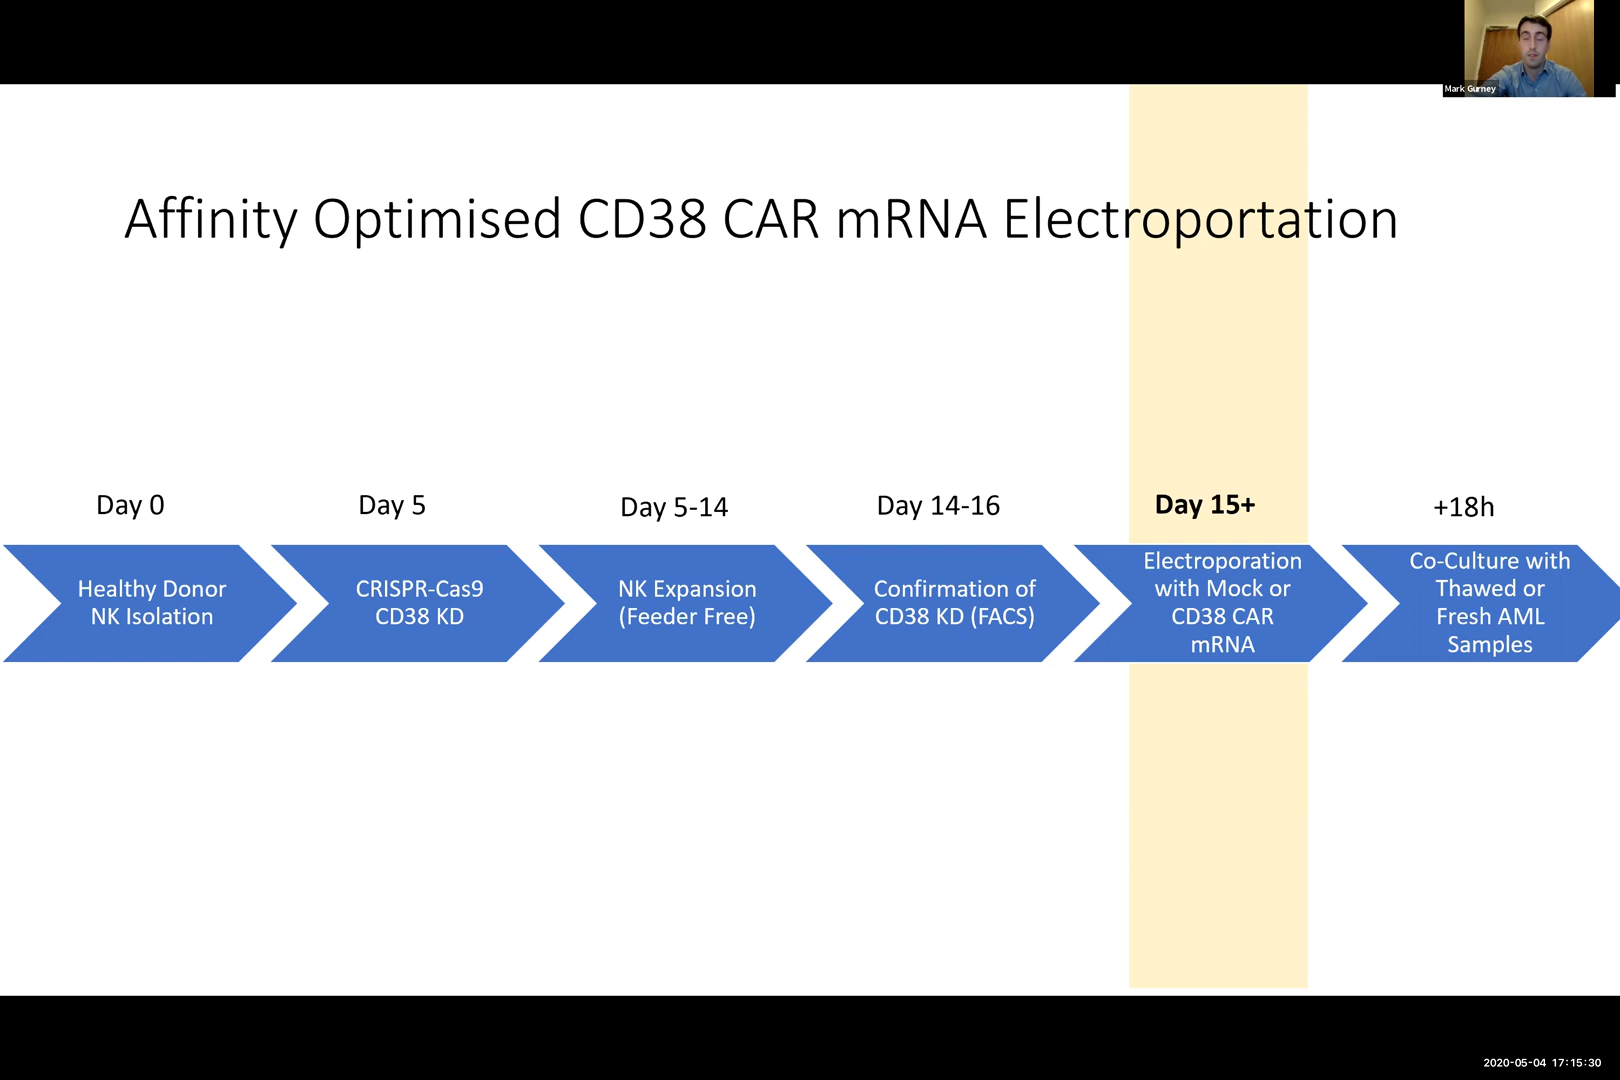 Mark Gurney
Affinity Optimised CD38 CAR mRNA Electroportation
Day 0
Day 5
Day 5-14
Day 14-16
Day 15+
+18h
Healthy Donor
NK Isolation
CRISPR-Cas9
CD38 KD
NK Expansion
(Feeder Free)
Confirmation of
CD38 KD (FACS)
Electroporation
with Mock or
CD38 CAR
mRNA
Co-Culture with
Thawed or
Fresh AML
Samples
2020-05-04 17:15:30